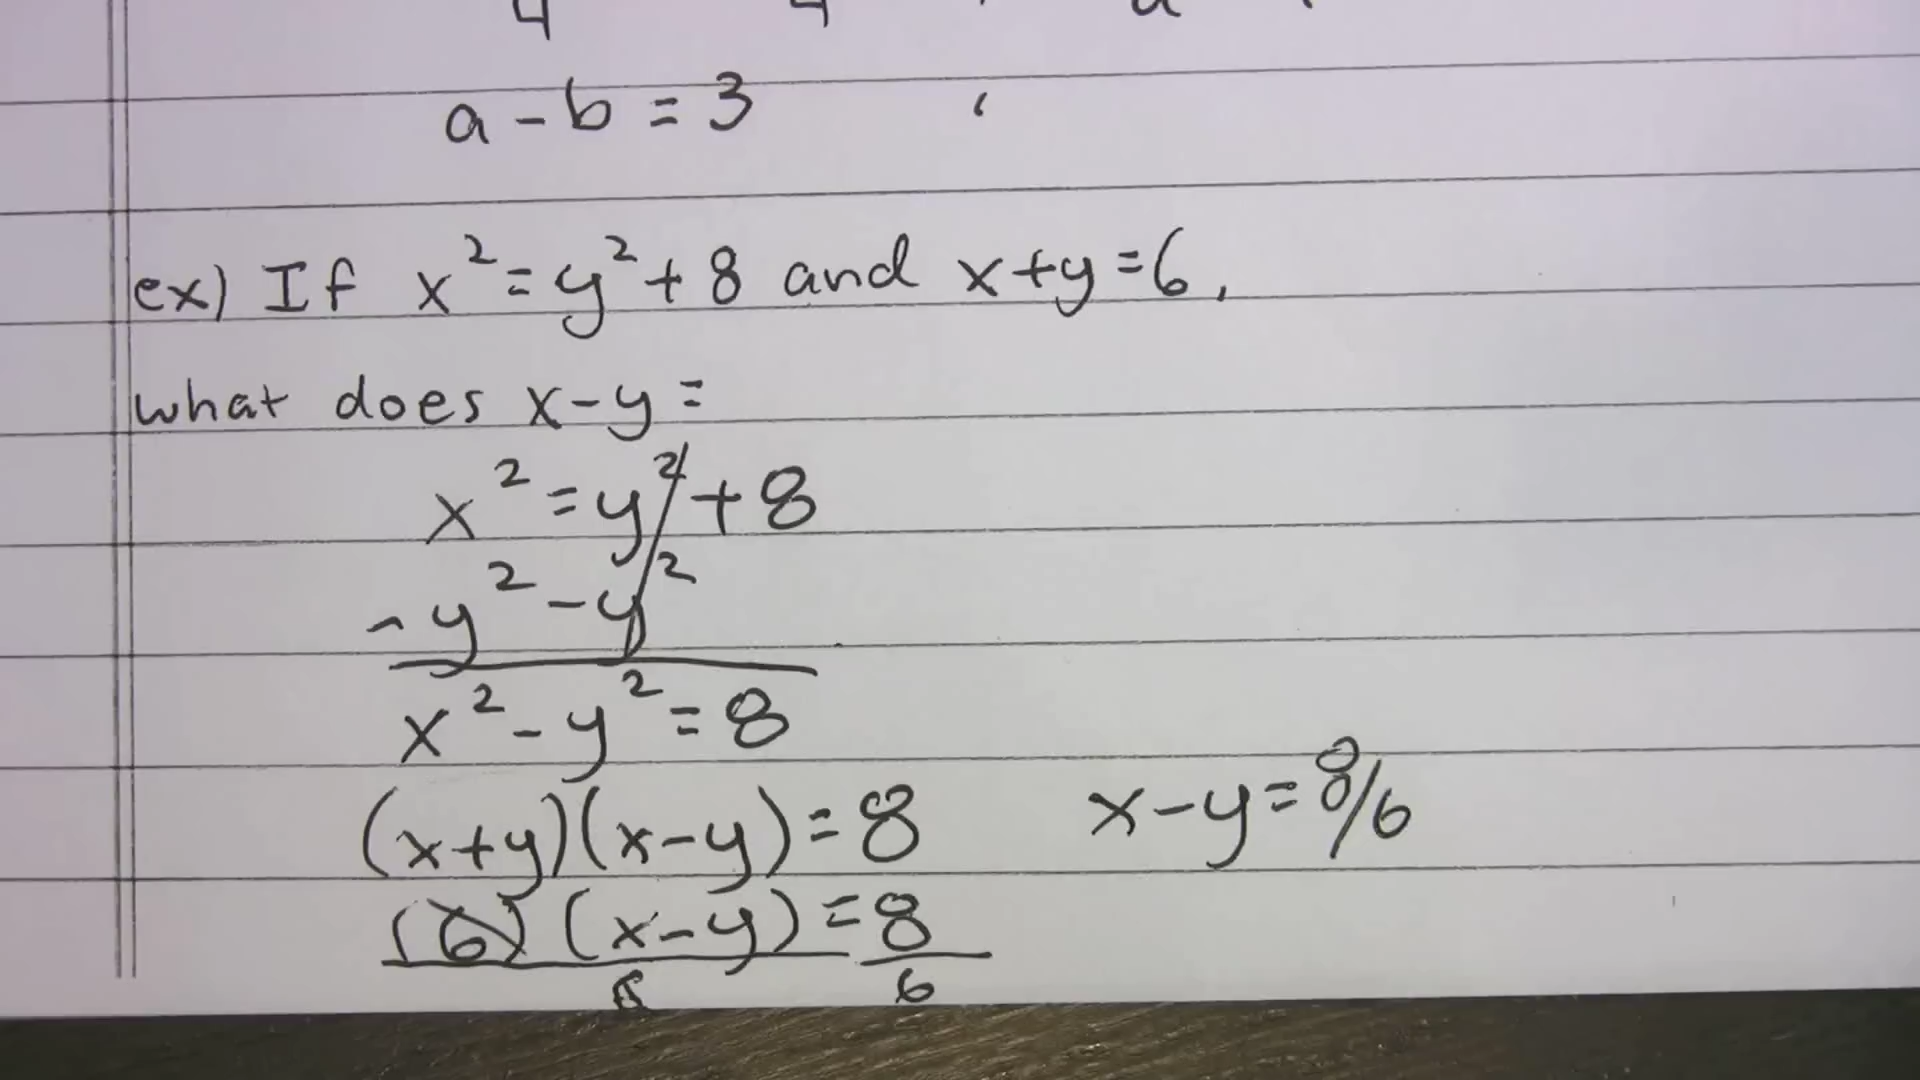 a - b = 3
ex) If x² = y² + 8 and x+y = 6,
what does x-y =
x² = y² + 8
- y² - y²
x² - y² = 8
(x+y)(x-y) = 8
x-y = 8/6
(6) (x-y) = 8
6 6